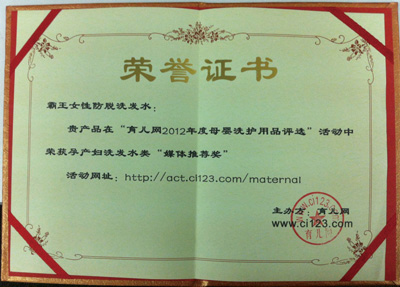 荣誉证书
霸王女性防脱洗发水：
贵产品在“育儿网2012年度母婴洗护用品评选”活动中
荣获孕产妇洗发水类“媒体推荐奖”
活动网址：http://act.ci123.com/maternal
主办方：育儿网
www.ci123.com